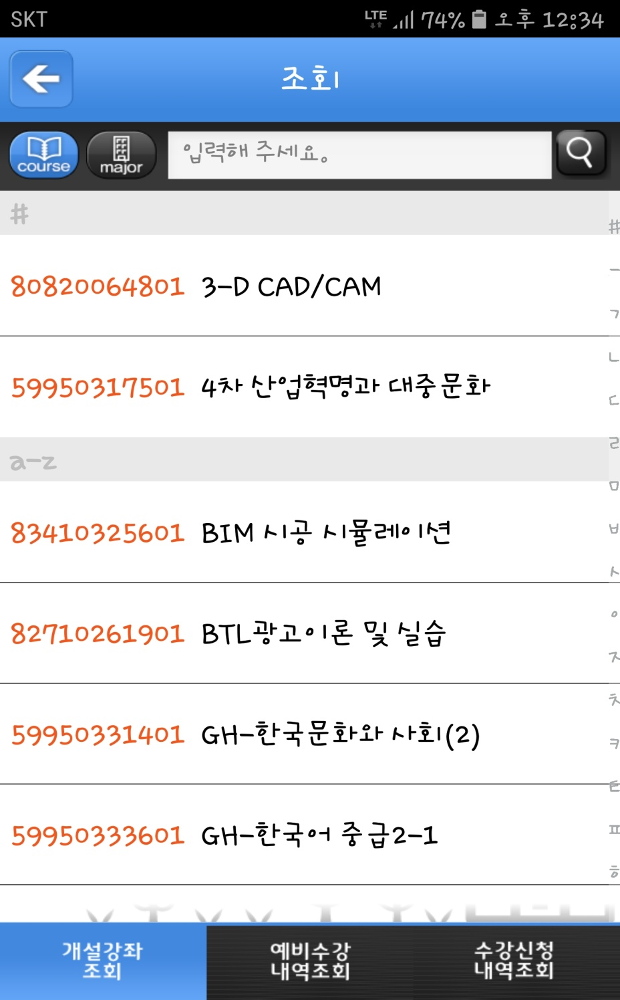 SKT LTE 74% 오후 12:34
조회
course major 입력해 주세요.
#
80820064801 3-D CAD/CAM
59950317501 4차 산업혁명과 대중문화
a-z
83410325601 BIM 시공 시뮬레이션
82710261901 BTL광고이론 및 실습
59950331401 GH-한국문화와 사회(2)
59950333601 GH-한국어 중급2-1
#
ㄱ
ㄴ
ㄷ
ㄹ
ㅁ
ㅂ
ㅅ
ㅇ
ㅈ
ㅊ
ㅋ
ㅌ
ㅍ
ㅎ
개설강좌
조회
예비수강
내역조회
수강신청
내역조회